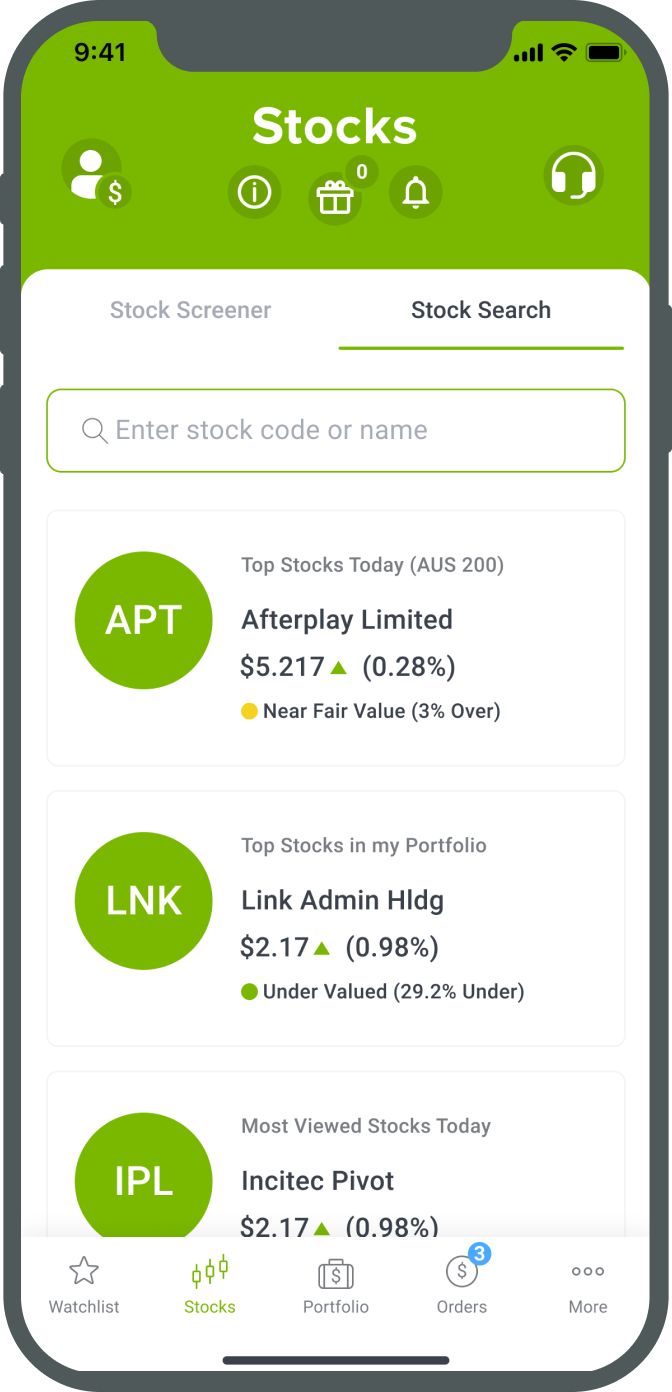 9:41
Stocks
$
0
Stock Screener
Stock Search
Enter stock code or name
APT
Top Stocks Today (AUS 200)
Afterplay Limited
$5.217 (0.28%)
Near Fair Value (3% Over)
LNK
Top Stocks in my Portfolio
Link Admin Hldg
$2.17 (0.98%)
Under Valued (29.2% Under)
IPL
Most Viewed Stocks Today
Incitec Pivot
$2.17 (0.98%)
$
$
3
Watchlist
Stocks
Portfolio
Orders
More